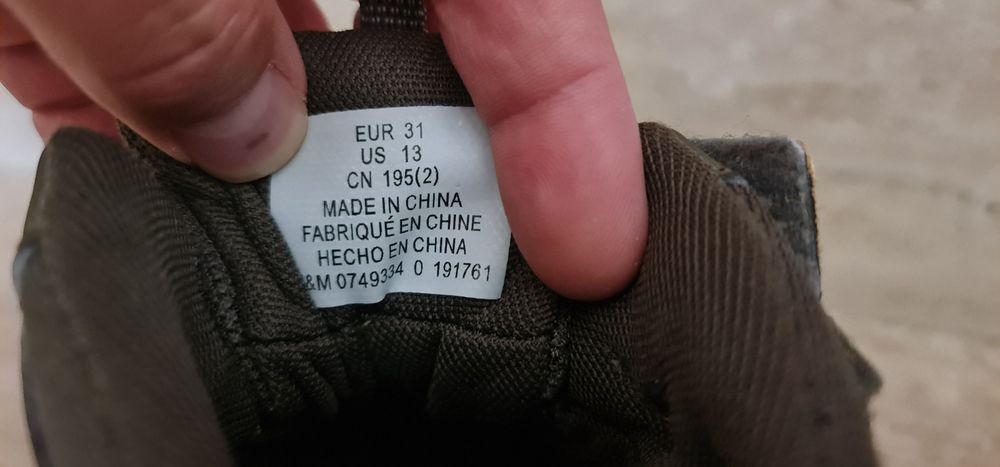 EUR 31
US 13
CN 195(2)
MADE IN CHINA
FABRIQUÉ EN CHINE
HECHO EN CHINA
&M 0749334 0 191761